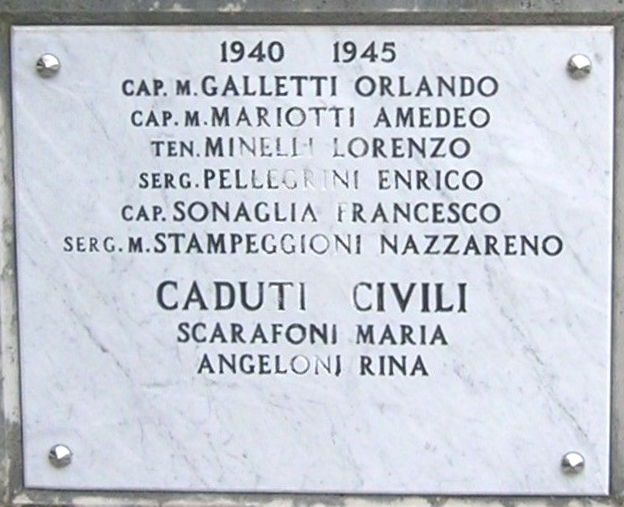 1940 1945
CAP. M. GALLETTI ORLANDO
CAP. M. MARIOTTI AMEDEO
TEN. MINELLI LORENZO
SERG. PELLEGRINI ENRICO
CAP. SONAGLIA FRANCESCO
SERG. M. STAMPEGGIONI NAZZARENO
CADUTI CIVILI
SCARAFONI MARIA
ANGELONI RINA